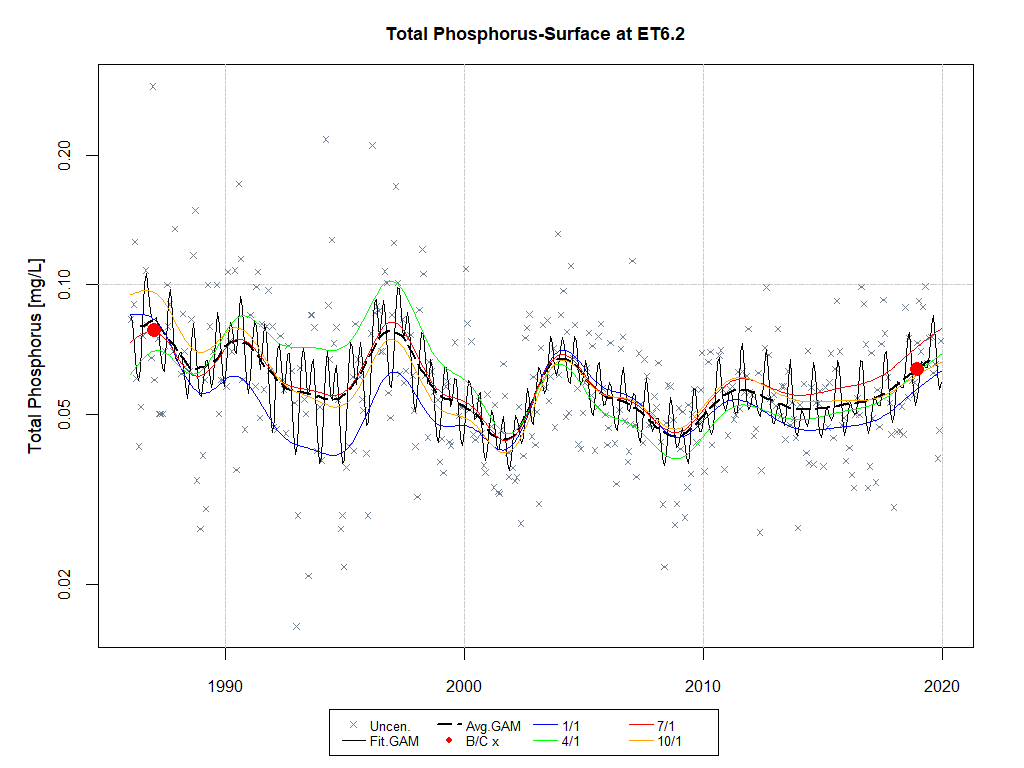 Total Phosphorus-Surface at ET6.2
Total Phosphorus [mg/L]
0.20
0.10
0.05
0.02
1990 2000 2010 2020
Uncen. Avg.GAM 1/1 7/1
Fit.GAM B/C x 4/1 10/1